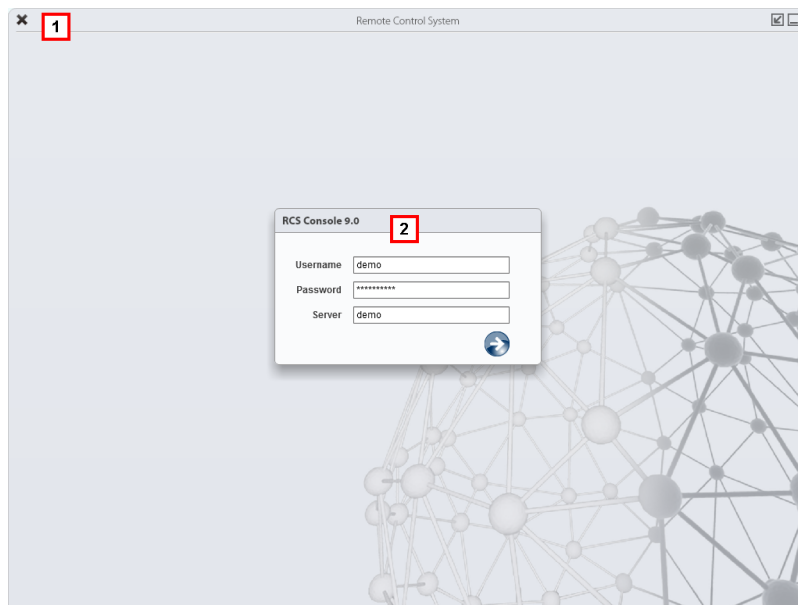 Remote Control System
1
RCS Console 9.0
2
Username demo
Password **********
Server demo